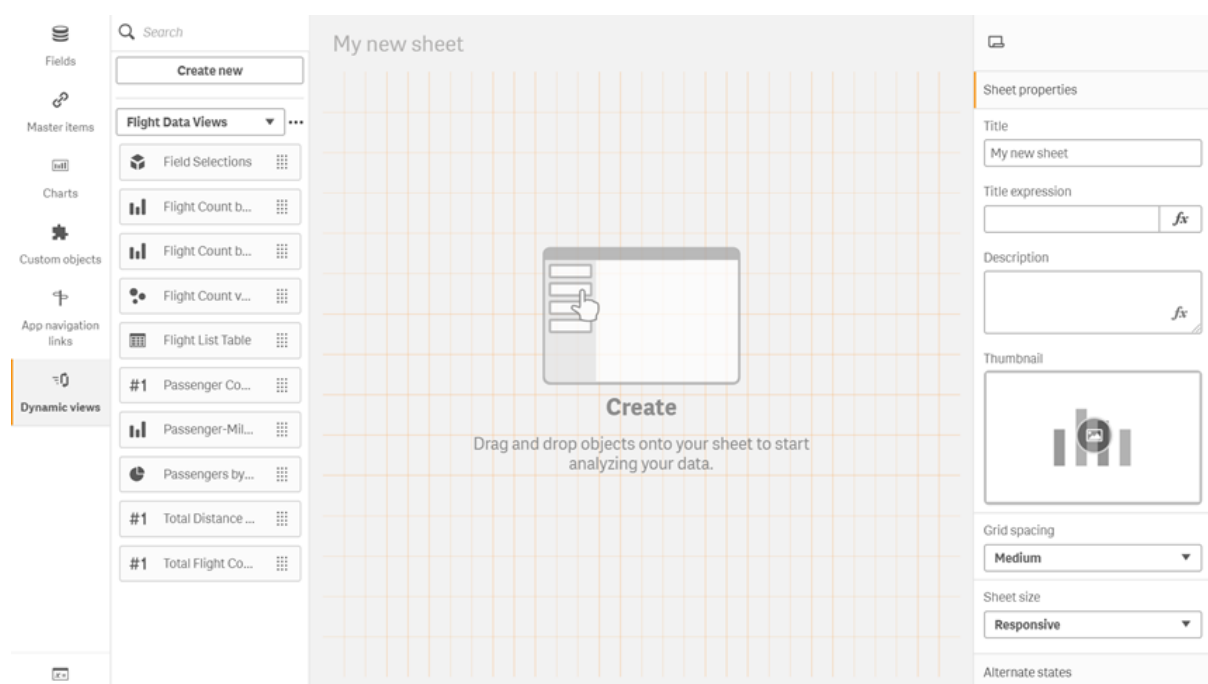 Fields
Master items
Charts
Custom objects
App navigation
links
Dynamic views
Search
Create new
Flight Data Views
Field Selections
Flight Count b...
Flight Count b...
Flight Count v...
Flight List Table
#1 Passenger Co...
Passenger-Mil...
Passengers by...
#1 Total Distance ...
#1 Total Flight Co...
My new sheet
Create
Drag and drop objects onto your sheet to start
analyzing your data.
Sheet properties
Title
My new sheet
Title expression
fx
Description
fx
Thumbnail
Grid spacing
Medium
Sheet size
Responsive
Alternate states